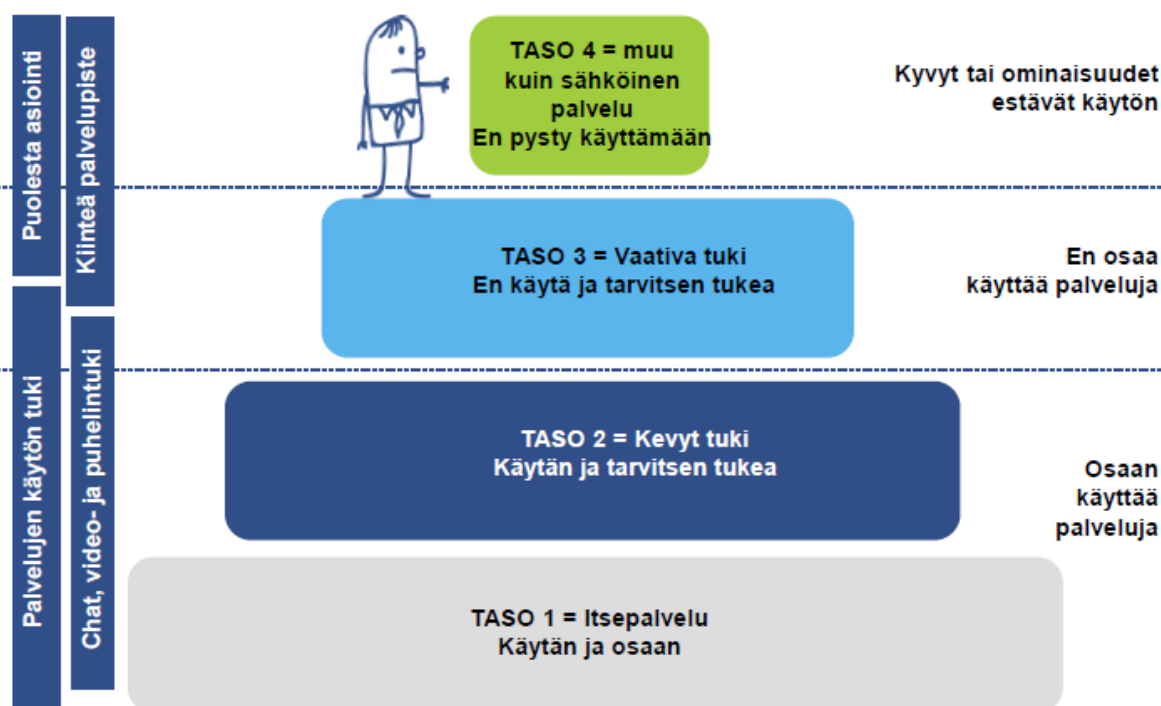 Puolesta asiointi
Kiinteä palvelupiste
Palvelujen käytön tuki
Chat, video- ja puhelintuki
TASO 4 = muu
kuin sähköinen
palvelu
En pysty käyttämään
Kyvyt tai ominaisuudet
estävät käytön
TASO 3 = Vaativa tuki
En käytä ja tarvitsen tukea
En osaa
käyttää palveluja
TASO 2 = Kevyt tuki
Käytän ja tarvitsen tukea
Osaan
käyttää
palveluja
TASO 1 = Itsepalvelu
Käytän ja osaan